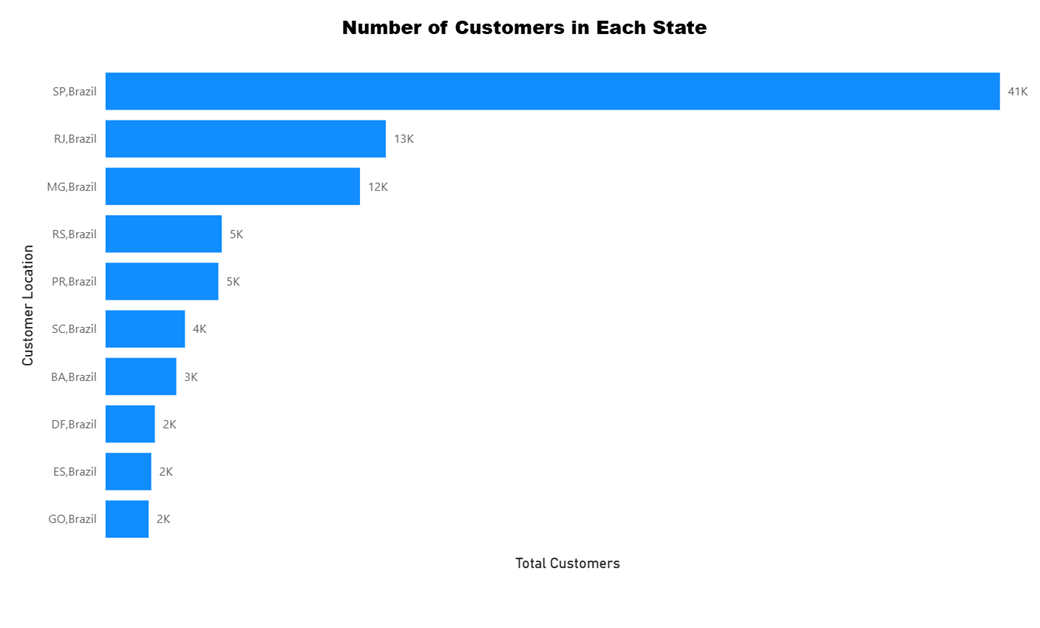 Number of Customers in Each State
Customer Location
SP,Brazil 41K
RJ,Brazil 13K
MG,Brazil 12K
RS,Brazil 5K
PR,Brazil 5K
SC,Brazil 4K
BA,Brazil 3K
DF,Brazil 2K
ES,Brazil 2K
GO,Brazil 2K
Total Customers